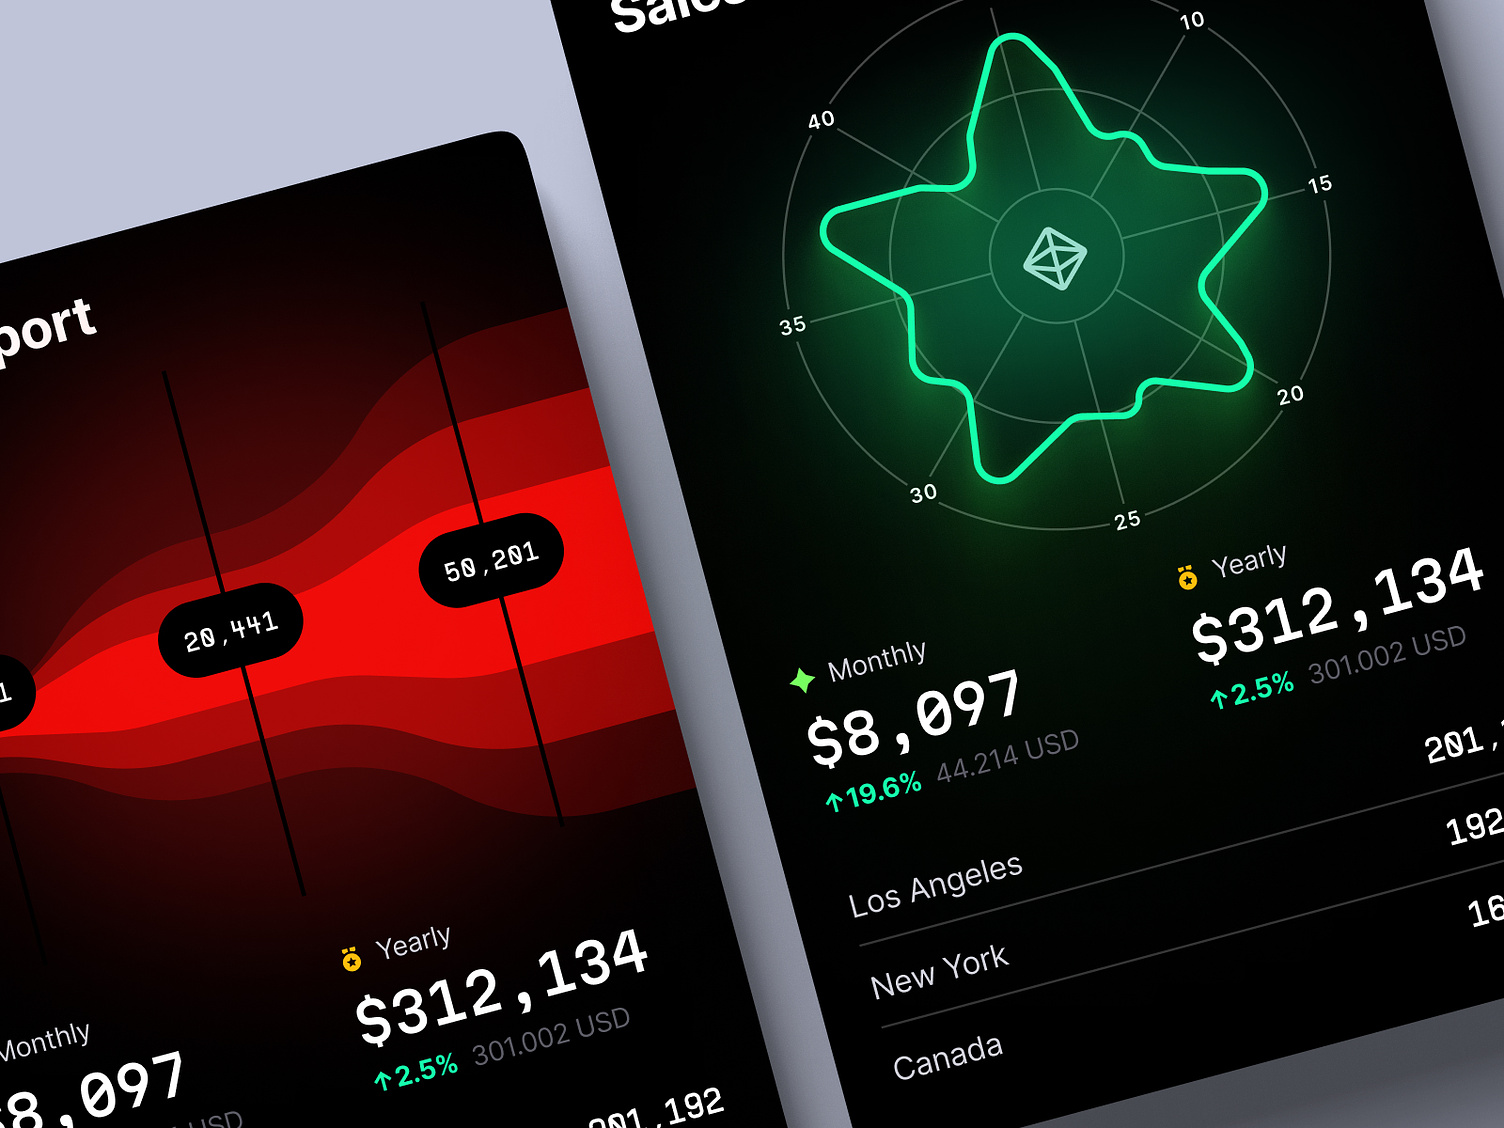 port
20,441
50,201
Yearly
$312,134
↑2.5% 301.002 USD
Monthly
8,097
USD
201,192
10
40
15
35
20
30
25
Monthly
$8,097
↑19.6% 44.214 USD
Yearly
$312,134
↑2.5% 301.002 USD
201,
Los Angeles 192
New York 16
Canada